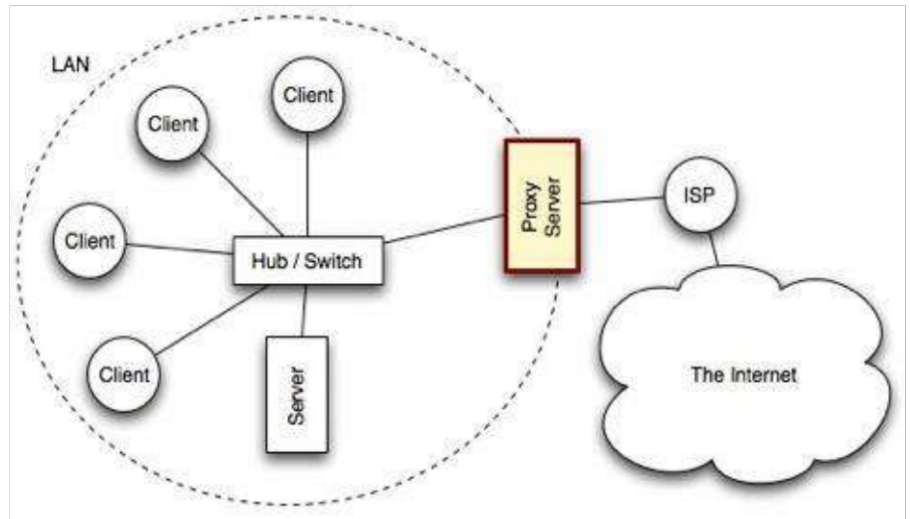 LAN
Client
Client
Client
Client
Hub / Switch
Server
Proxy
Server
ISP
The Internet